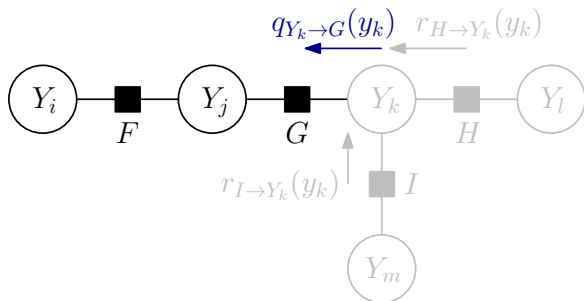 q_{Y_k→G}(y_k) r_{H→Y_k}(y_k)
Y_i Y_j Y_k Y_l
F G H
r_{I→Y_k}(y_k) I
Y_m